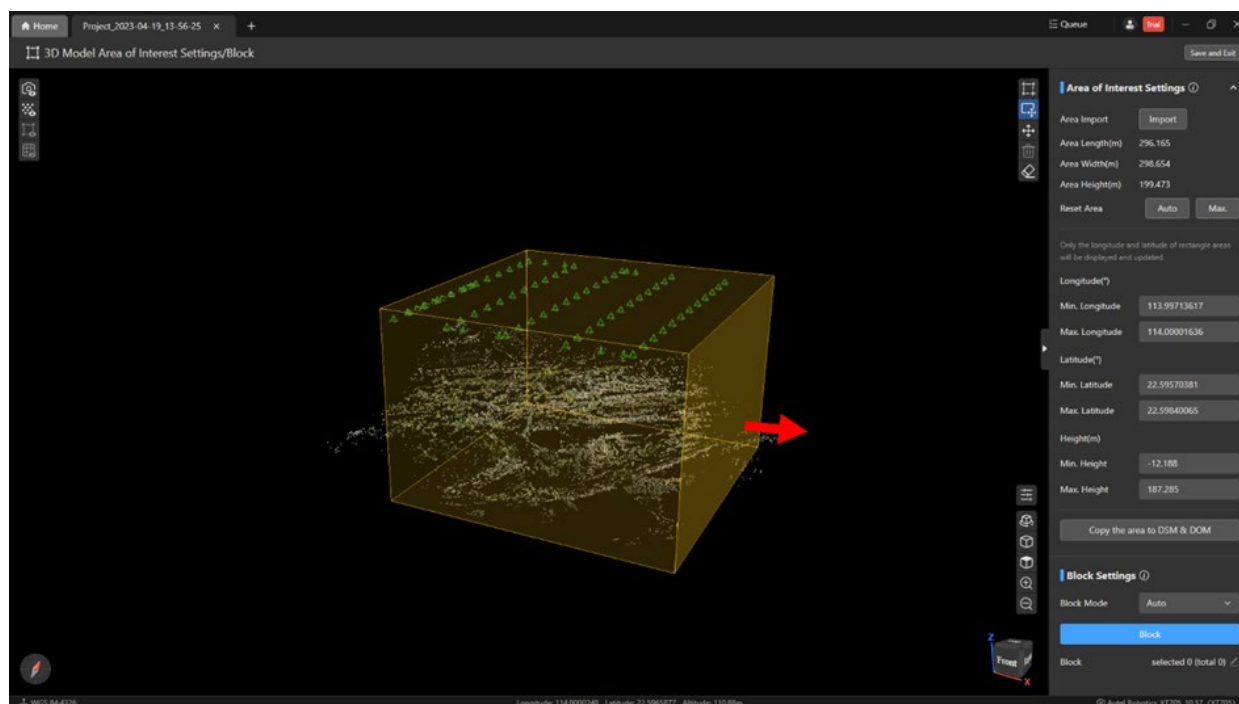 Home Project_2023-04-19_13-56-25 × + Queue Trial
3D Model Area of Interest Settings/Block Save and Exit
Area of Interest Settings
Area Import Import
Area Length(m) 296.165
Area Width(m) 298.654
Area Height(m) 199.473
Reset Area Auto Max.
Only the longitude and latitude of rectangle areas
will be displayed and updated.
Longitude(°)
Min. Longitude 113.99713617
Max. Longitude 114.00001636
Latitude(°)
Min. Latitude 22.59570381
Max. Latitude 22.59840065
Height(m)
Min. Height -12.188
Max. Height 187.285
Copy the area to DSM & DOM
Block Settings
Block Mode Auto
Block
Z
Front
X
Block selected 0 (total 0)